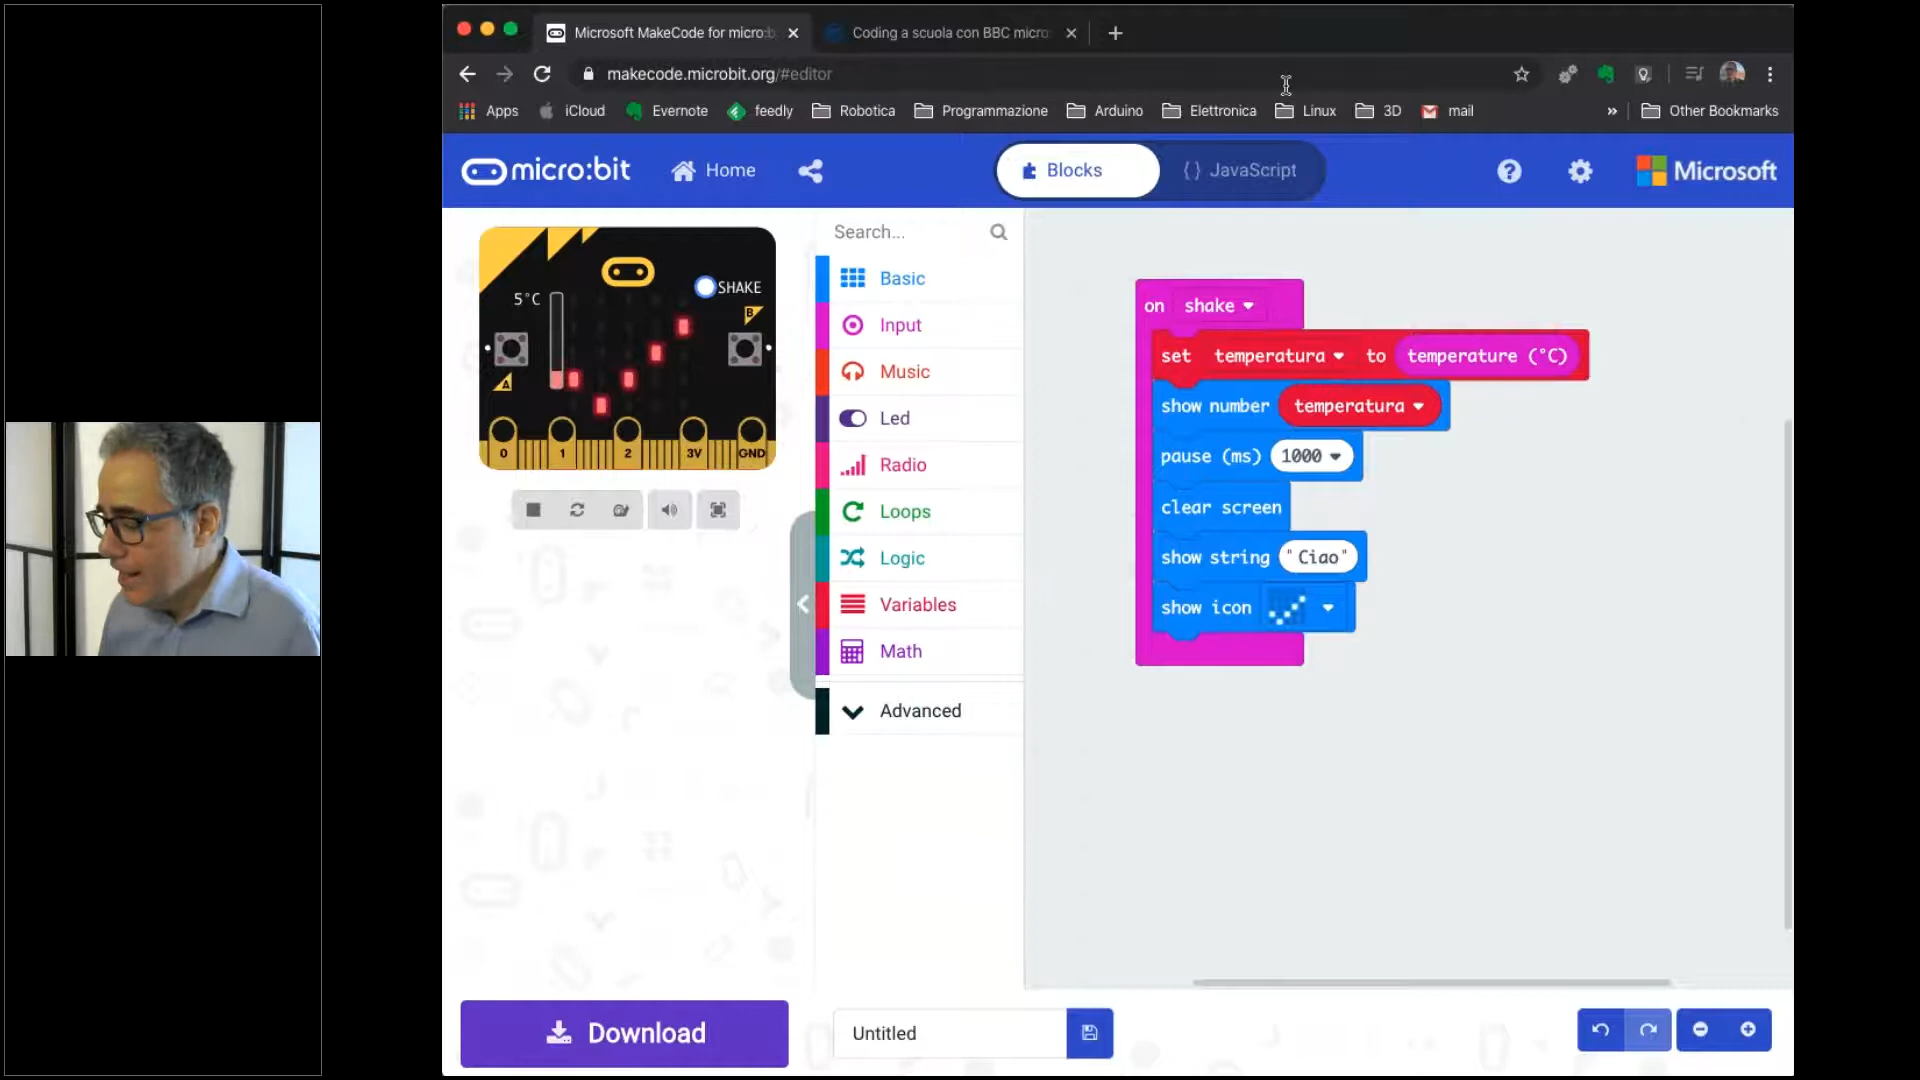 Microsoft MakeCode for micro:b
Coding a scuola con BBC micro
makecode.microbit.org/#editor
Apps
iCloud
Evernote
feedly
Robotica
Programmazione
Arduino
Elettronica
Linux
3D
mail
»
Other Bookmarks
micro:bit
Home
Blocks
{} JavaScript
Microsoft
5°C
SHAKE
B
A
0
1
2
3V
GND
Search...
Basic
Input
Music
Led
Radio
Loops
Logic
Variables
Math
Advanced
on shake
set temperatura to temperature (°C)
show number temperatura
pause (ms) 1000
clear screen
show string "Ciao"
show icon
Download
Untitled